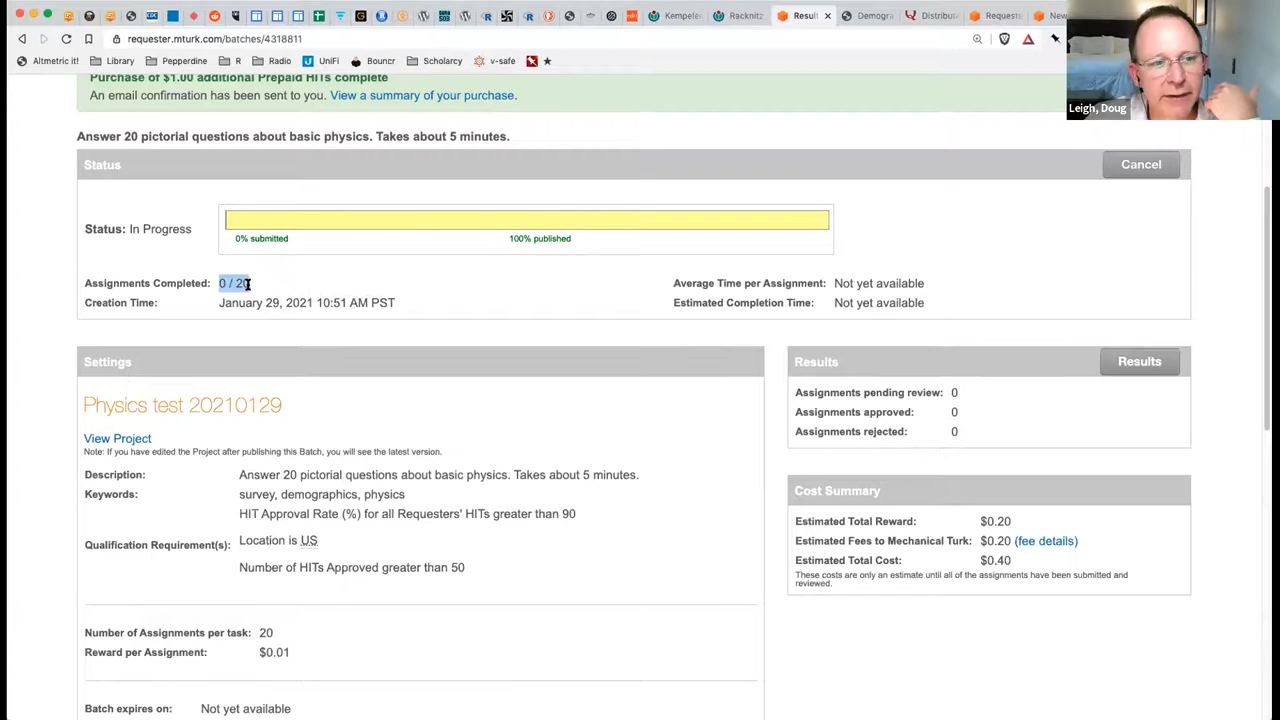 Kempele
Racknitz
Result
Demogra
Distribut
Requeste
New
requester.mturk.com/batches/4318811
Altmetric it!
Library
Pepperdine
R
Radio
UniFi
Bouncr
Scholarcy
v-safe
Leigh, Doug
Purchase of $1.00 additional Prepaid HITs complete
An email confirmation has been sent to you. View a summary of your purchase.
Answer 20 pictorial questions about basic physics. Takes about 5 minutes.
Status
Cancel
Status: In Progress
0% submitted
100% published
Assignments Completed: 0 / 20
Average Time per Assignment: Not yet available
Creation Time: January 29, 2021 10:51 AM PST
Estimated Completion Time: Not yet available
Settings
Physics test 20210129
View Project
Note: If you have edited the Project after publishing this Batch, you will see the latest version.
Description: Answer 20 pictorial questions about basic physics. Takes about 5 minutes.
Keywords: survey, demographics, physics
HIT Approval Rate (%) for all Requesters' HITs greater than 90
Qualification Requirement(s): Location is US
Number of HITs Approved greater than 50
Number of Assignments per task: 20
Reward per Assignment: $0.01
Batch expires on: Not yet available
Results
Results
Assignments pending review: 0
Assignments approved: 0
Assignments rejected: 0
Cost Summary
Estimated Total Reward: $0.20
Estimated Fees to Mechanical Turk: $0.20 (fee details)
Estimated Total Cost: $0.40
These costs are only an estimate until all of the assignments have been submitted and
reviewed.